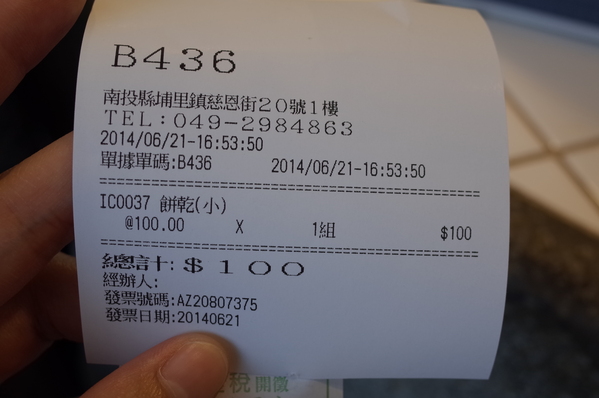 B436
南投縣埔里鎮慈恩街20號1樓
TEL:049-2984863
2014/06/21-16:53:50
單據單碼:B436 2014/06/21-16:53:50
IC0037 餅乾(小)
@100.00 X 1組 $100
總計:$100
經辦人:
發票號碼:AZ20807375
發票日期:20140621
稅 開徵